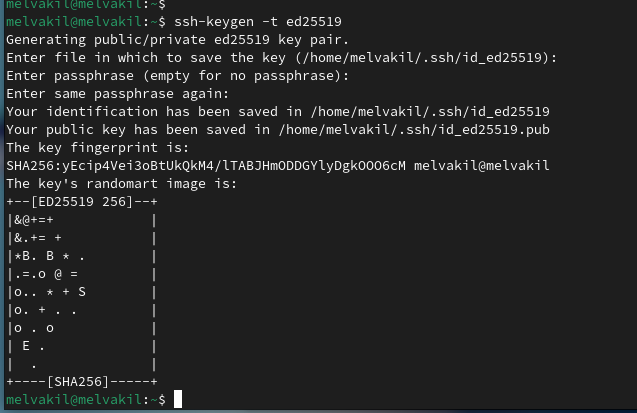 melvakil@melvakil:~$
melvakil@melvakil:~$ ssh-keygen -t ed25519
Generating public/private ed25519 key pair.
Enter file in which to save the key (/home/melvakil/.ssh/id_ed25519):
Enter passphrase (empty for no passphrase):
Enter same passphrase again:
Your identification has been saved in /home/melvakil/.ssh/id_ed25519
Your public key has been saved in /home/melvakil/.ssh/id_ed25519.pub
The key fingerprint is:
SHA256:yEcip4Vei3oBtUkQkM4/lTABJHmODDGYlyDgkOOO6cM melvakil@melvakil
The key's randomart image is:
+--[ED25519 256]--+
|&@+=+            |
|&.+= +           |
|*B. B * .        |
|.=.o @ =         |
|o.. * + S        |
|o. + . .         |
|o . o            |
| E .             |
|  .              |
+----[SHA256]-----+
melvakil@melvakil:~$